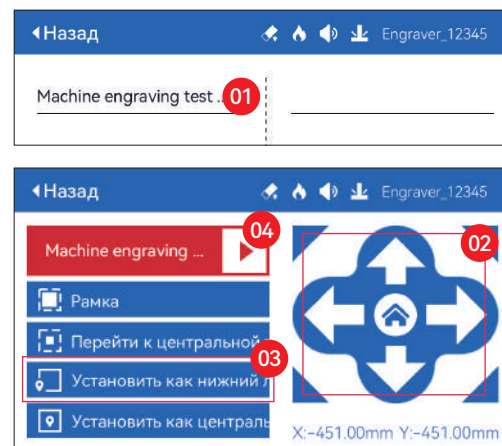 Назад Engraver_12345
Machine engraving test .. 01
Назад Engraver_12345
Machine engraving ... 04
02
Рамка
Перейти к центральной
03
Установить как нижний л
Установить как централь
X:-451.00mm Y:-451.00mm